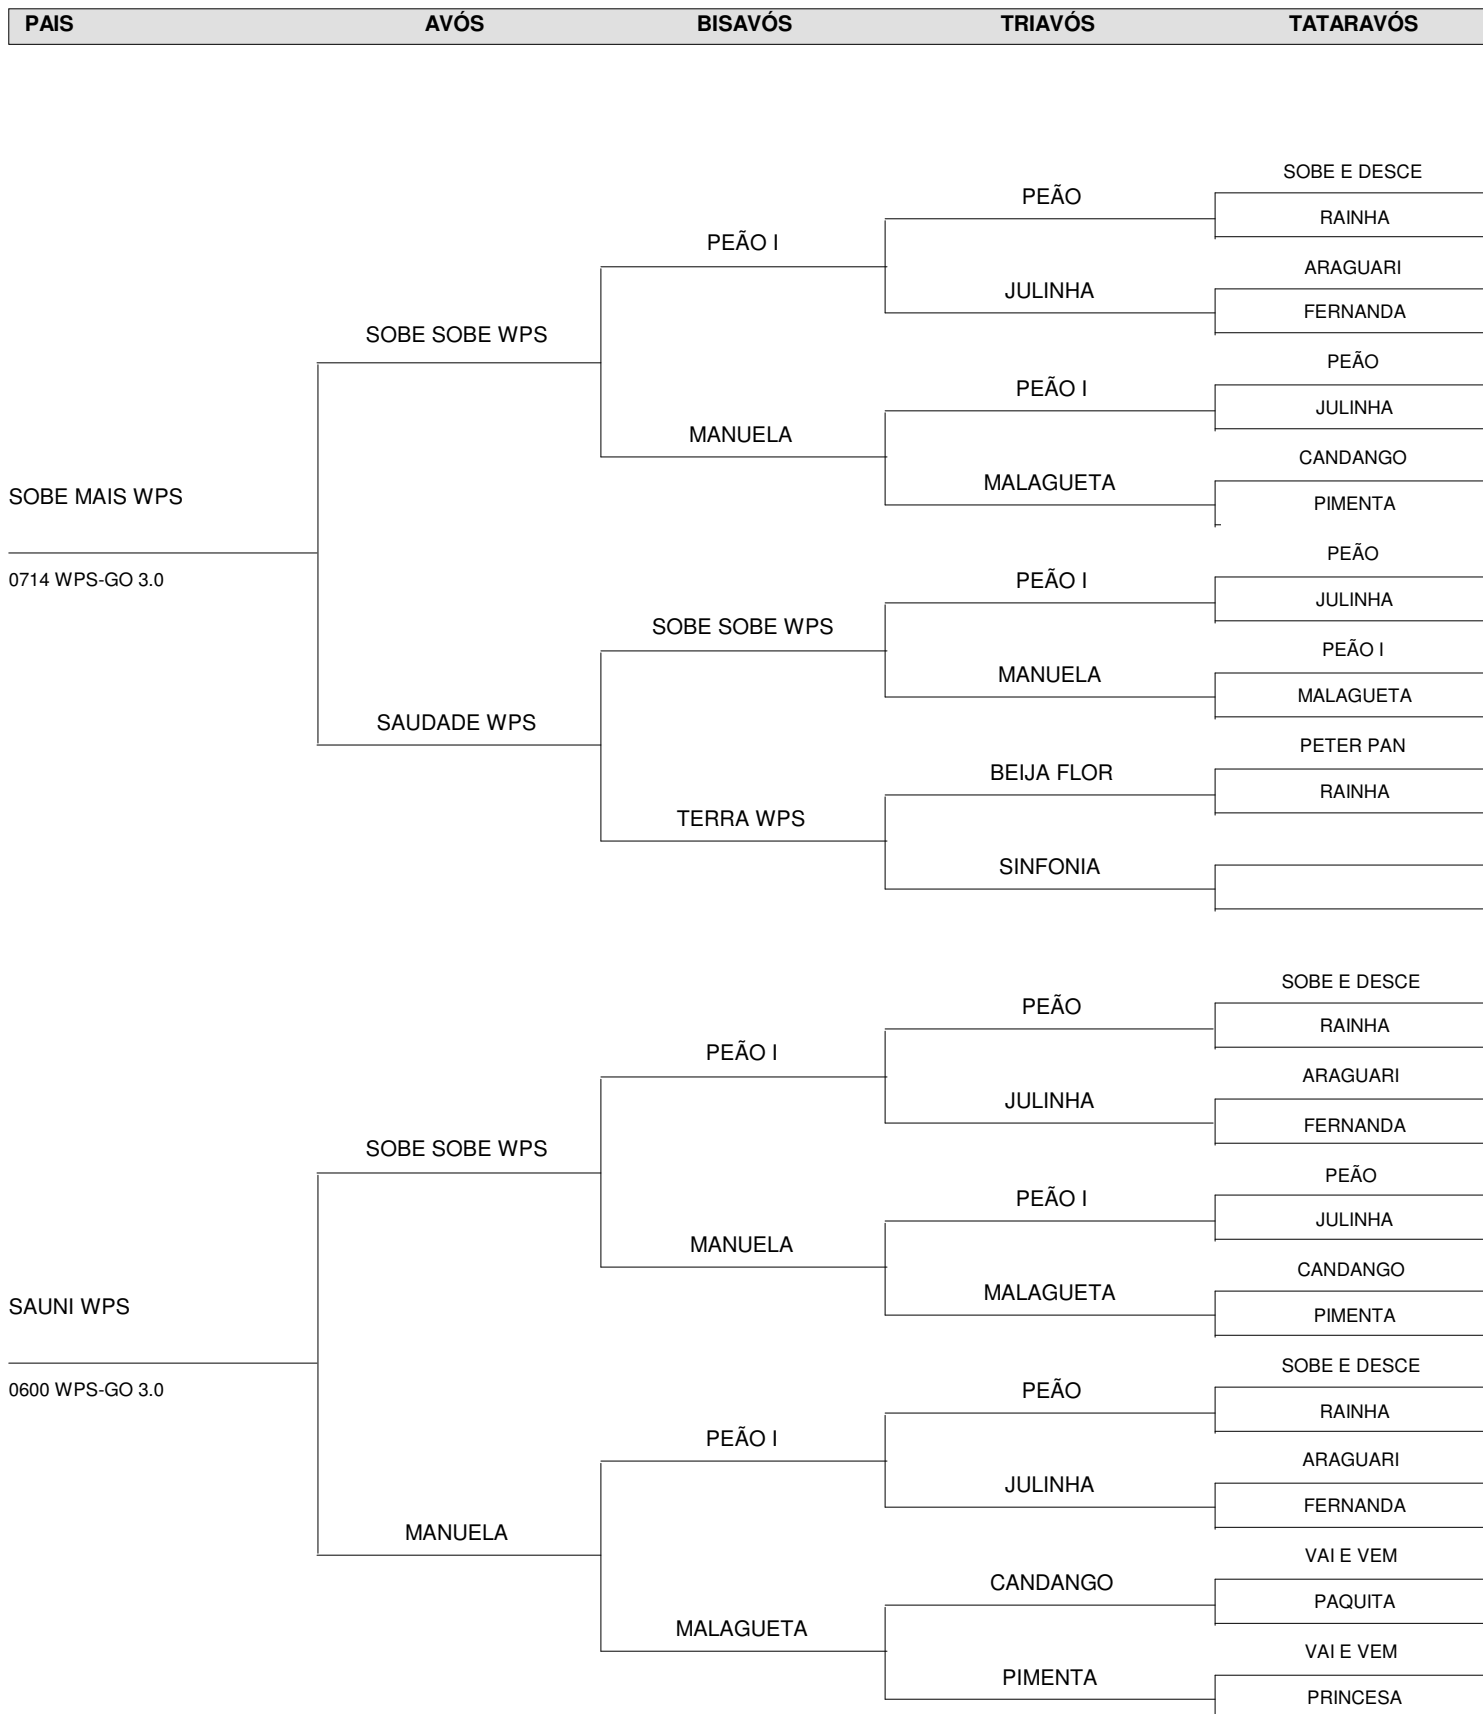 PAIS AVÓS BISAVÓS TRIAVÓS TATARAVÓS
SOBE E DESCE
PEÃO
RAINHA
PEÃO I
ARAGUARI
JULINHA
FERNANDA
SOBE SOBE WPS
PEÃO
PEÃO I
JULINHA
MANUELA
CANDANGO
MALAGUETA
SOBE MAIS WPS
PIMENTA
PEÃO
0714 WPS-GO 3.0
PEÃO I
JULINHA
SOBE SOBE WPS
PEÃO I
MANUELA
MALAGUETA
SAUDADE WPS
PETER PAN
BEIJA FLOR
RAINHA
TERRA WPS
SINFONIA
SOBE E DESCE
PEÃO
RAINHA
PEÃO I
ARAGUARI
JULINHA
FERNANDA
SOBE SOBE WPS
PEÃO
PEÃO I
JULINHA
MANUELA
CANDANGO
MALAGUETA
SAUNI WPS
PIMENTA
SOBE E DESCE
0600 WPS-GO 3.0
PEÃO
RAINHA
PEÃO I
ARAGUARI
JULINHA
FERNANDA
MANUELA
VAI E VEM
CANDANGO
PAQUITA
MALAGUETA
VAI E VEM
PIMENTA
PRINCESA